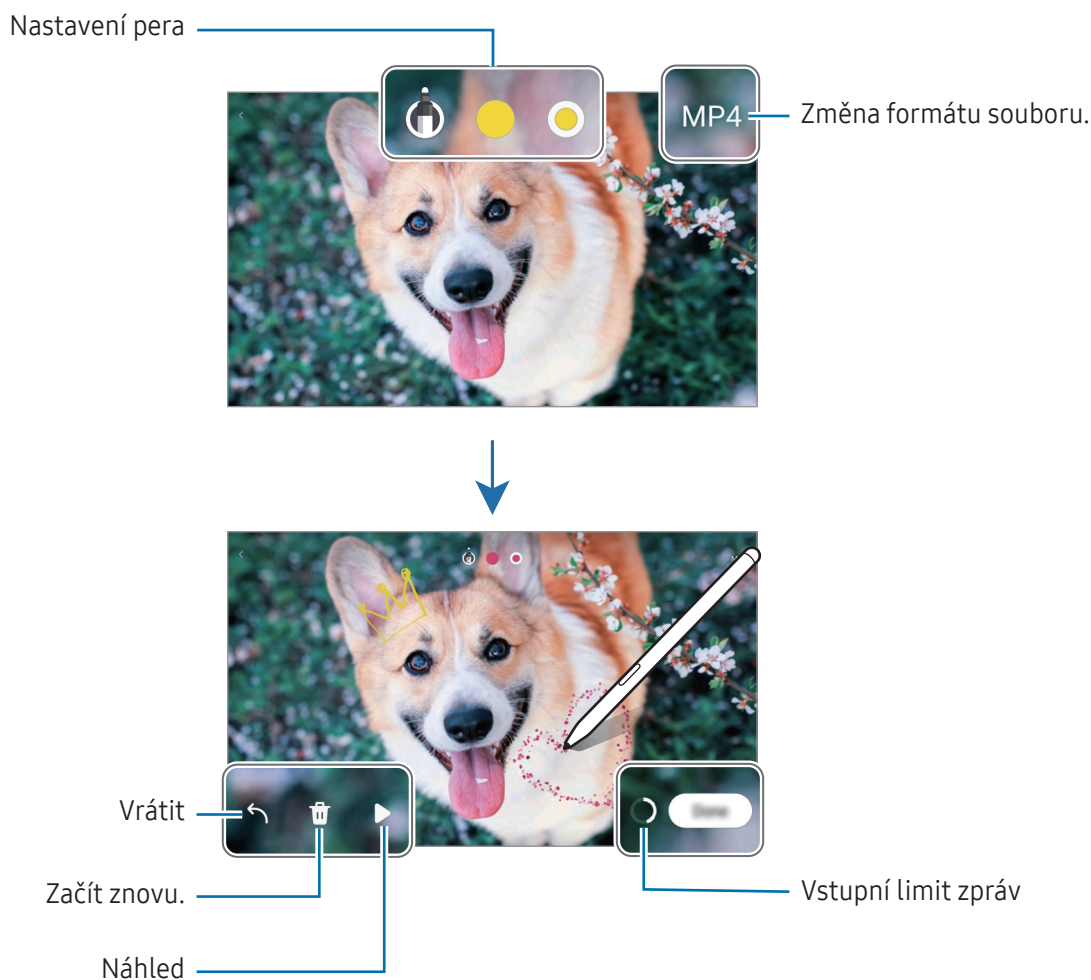 Nastavení pera
MP4
Změna formátu souboru.
Vrátit
Začít znovu.
Náhled
Vstupní limit zpráv